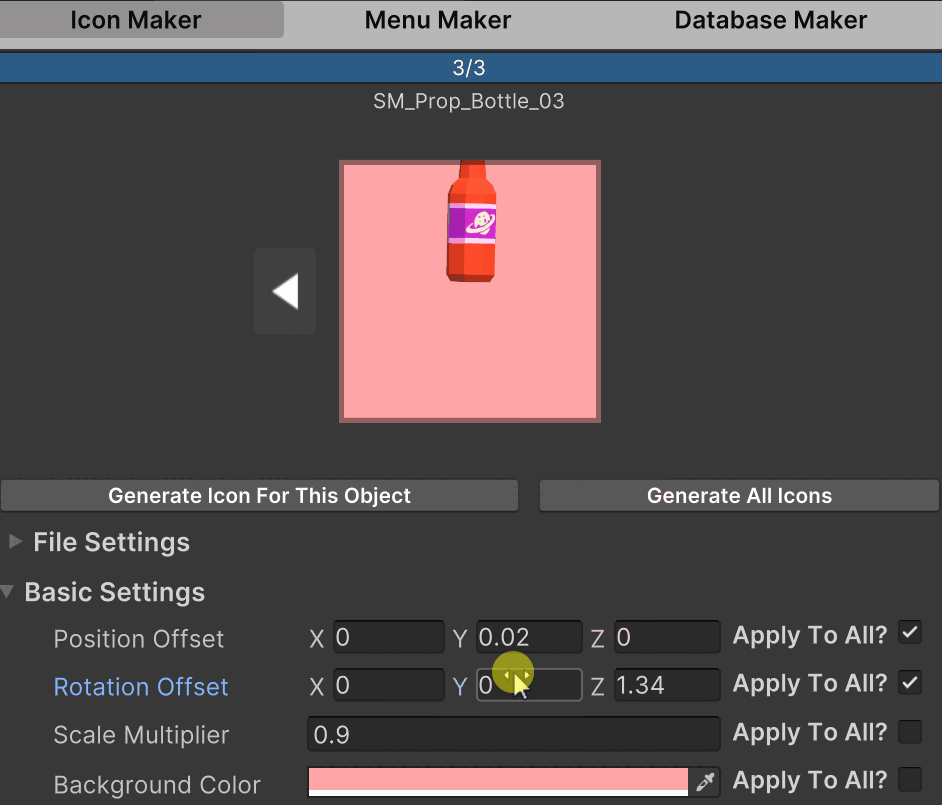 Icon Maker Menu Maker Database Maker
3/3
SM_Prop_Bottle_03
Generate Icon For This Object Generate All Icons
File Settings
Basic Settings
Position Offset X 0 Y 0.02 Z 0 Apply To All?
Rotation Offset X 0 Y 0 Z 1.34 Apply To All?
Scale Multiplier 0.9 Apply To All?
Background Color Apply To All?